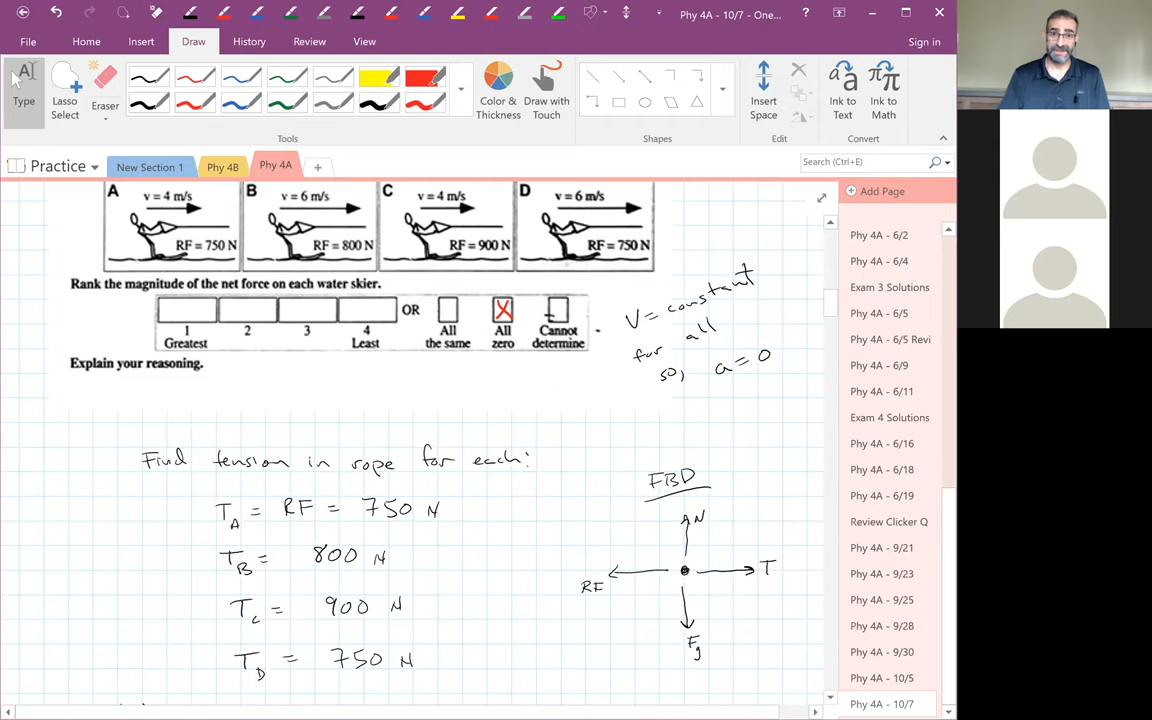 Phy 4A - 10/7 - One...
?
File
Home
Insert
Draw
History
Review
View
Sign in
Type
Lasso
Select
Eraser
Color &
Thickness
Draw with
Touch
Insert
Space
Ink to
Text
Ink to
Math
Tools
Shapes
Edit
Convert
Practice
New Section 1
Phy 4B
Phy 4A
+
Search (Ctrl+E)
Add Page
Phy 4A - 6/2
Phy 4A - 6/4
Exam 3 Solutions
Phy 4A - 6/5
Phy 4A - 6/5 Revi
Phy 4A - 6/9
Phy 4A - 6/11
Exam 4 Solutions
Phy 4A - 6/16
Phy 4A - 6/18
Phy 4A - 6/19
Review Clicker Q
Phy 4A - 9/21
Phy 4A - 9/23
Phy 4A - 9/25
Phy 4A - 9/28
Phy 4A - 9/30
Phy 4A - 10/5
Phy 4A - 10/7
A v = 4 m/s RF = 750 N
B v = 6 m/s RF = 800 N
C v = 4 m/s RF = 900 N
D v = 6 m/s RF = 750 N
Rank the magnitude of the net force on each water skier.
OR X
1 2 3 4
Greatest Least
All
the same
All
zero
Cannot
determine
Explain your reasoning.
V = constant
for all
so, a = 0
Find tension in rope for each:
T_A = RF = 750 N
T_B = 800 N
T_C = 900 N
T_D = 750 N
FBD
N
T
RF
Fg